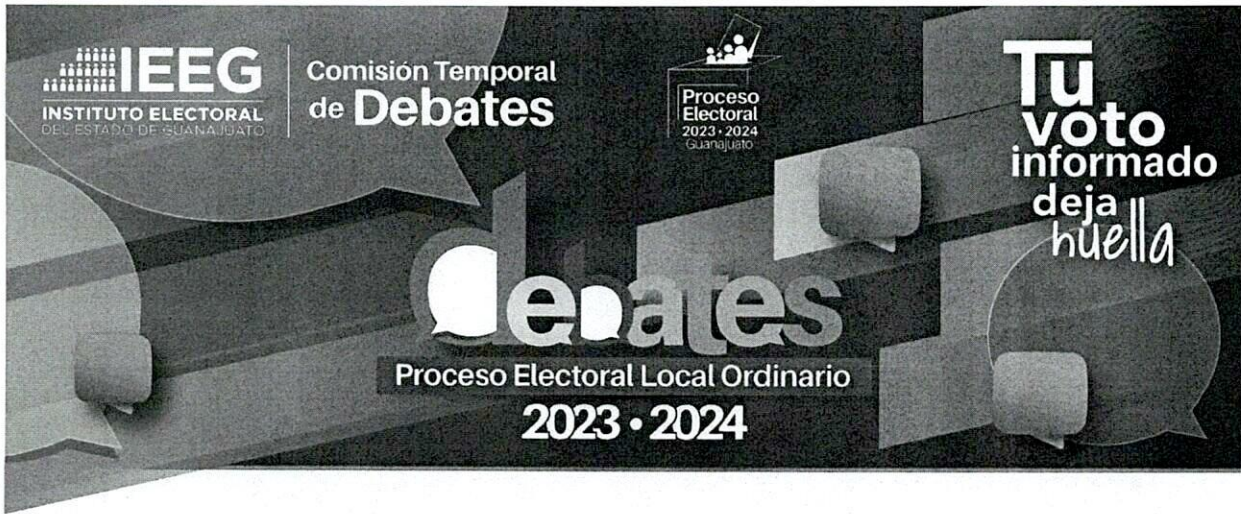 IEEG
INSTITUTO ELECTORAL
DEL ESTADO DE GUANAJUATO
Comisión Temporal
de Debates
Proceso
Electoral
2023 • 2024
Guanajuato
Tu
voto
informado
deja
huella
debates
Proceso Electoral Local Ordinario
2023 • 2024